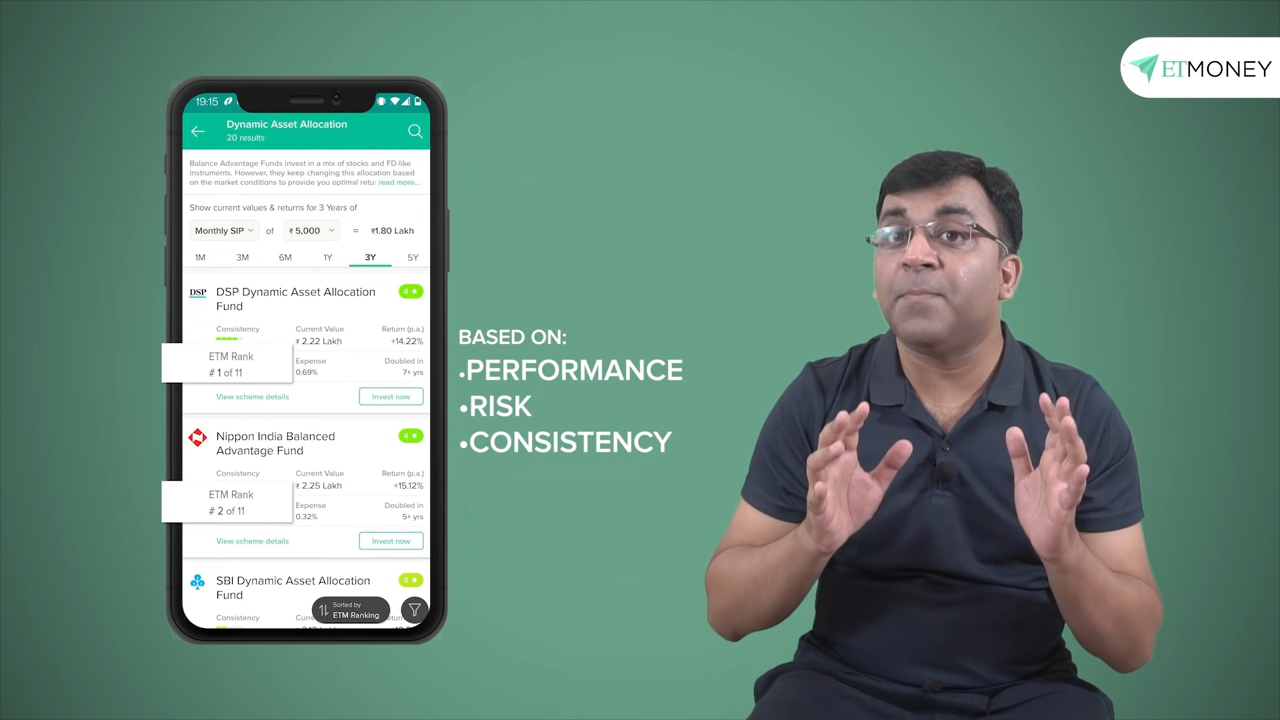 ETMONEY
19:15
Dynamic Asset Allocation
20 results
Balance Advantage Funds invest in a mix of stocks and FD-like
instruments. However, they keep changing this allocation based
on the market conditions to provide you optimal retu read more...
Show current values & returns for 3 Years of
Monthly SIP of ₹ 5,000 = ₹1.80 Lakh
1M 3M 6M 1Y 3Y 5Y
DSP
DSP Dynamic Asset Allocation
Fund
4 ★
Consistency Current Value Return (p.a.)
₹ 2.22 Lakh +14.22%
ETM Rank Expense Doubled in
# 1 of 11 0.69% 7+ yrs
View scheme details Invest now
Nippon India Balanced
Advantage Fund
4 ★
Consistency Current Value Return (p.a.)
₹ 2.25 Lakh +15.12%
ETM Rank Expense Doubled in
# 2 of 11 0.32% 5+ yrs
View scheme details Invest now
SBI Dynamic Asset Allocation
Fund
3 ★
Consistency
Sorted by
ETM Ranking
BASED ON:
•PERFORMANCE
•RISK
•CONSISTENCY